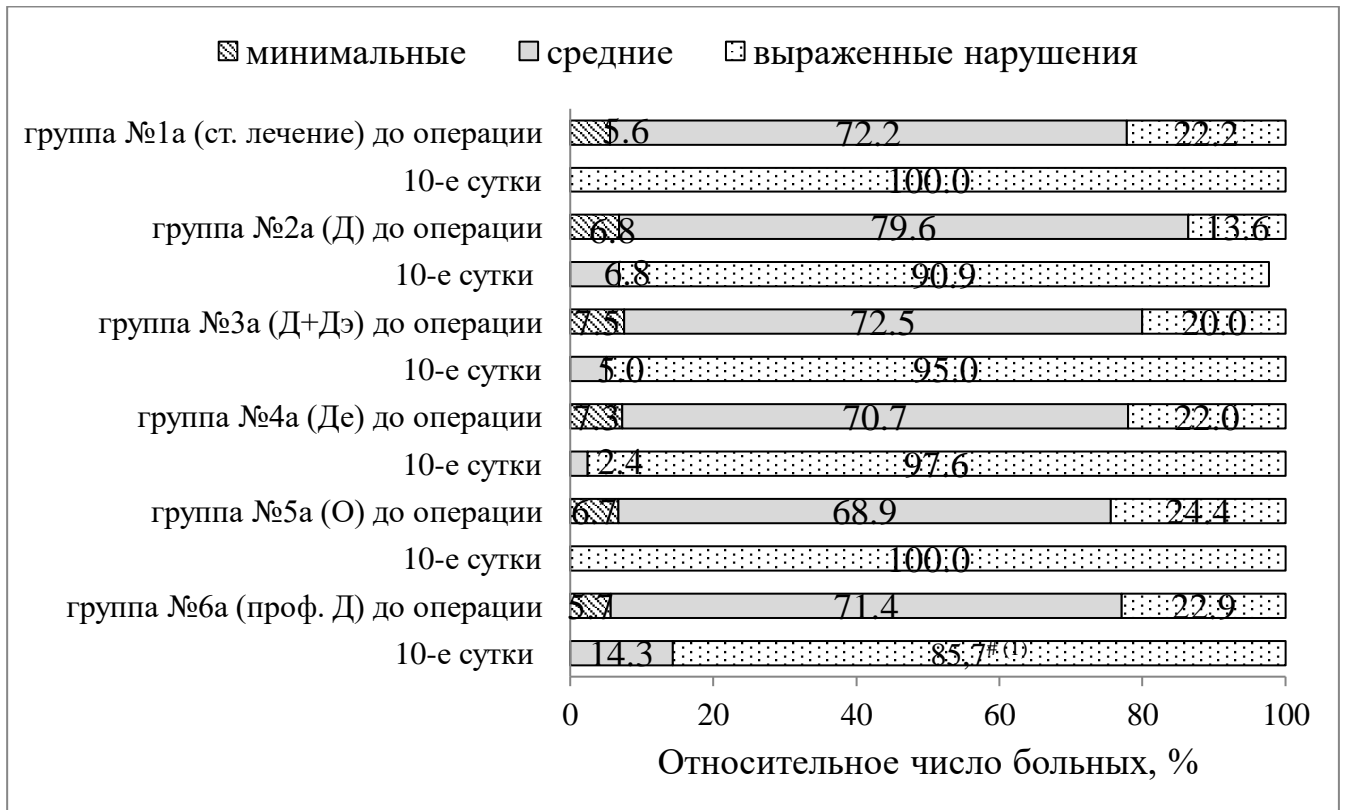 минимальные средние выраженные нарушения
группа №1а (ст. лечение) до операции 5.6 72.2 22.2
10-е сутки 100.0
группа №2а (Д) до операции 6.8 79.6 13.6
10-е сутки 6.8 90.9
группа №3а (Д+Дэ) до операции 7.5 72.5 20.0
10-е сутки 5.0 95.0
группа №4а (Де) до операции 7.3 70.7 22.0
10-е сутки 2.4 97.6
группа №5а (О) до операции 6.7 68.9 24.4
10-е сутки 100.0
группа №6а (проф. Д) до операции 5.7 71.4 22.9
10-е сутки 14.3 85,7# (1)
0 20 40 60 80 100
Относительное число больных, %